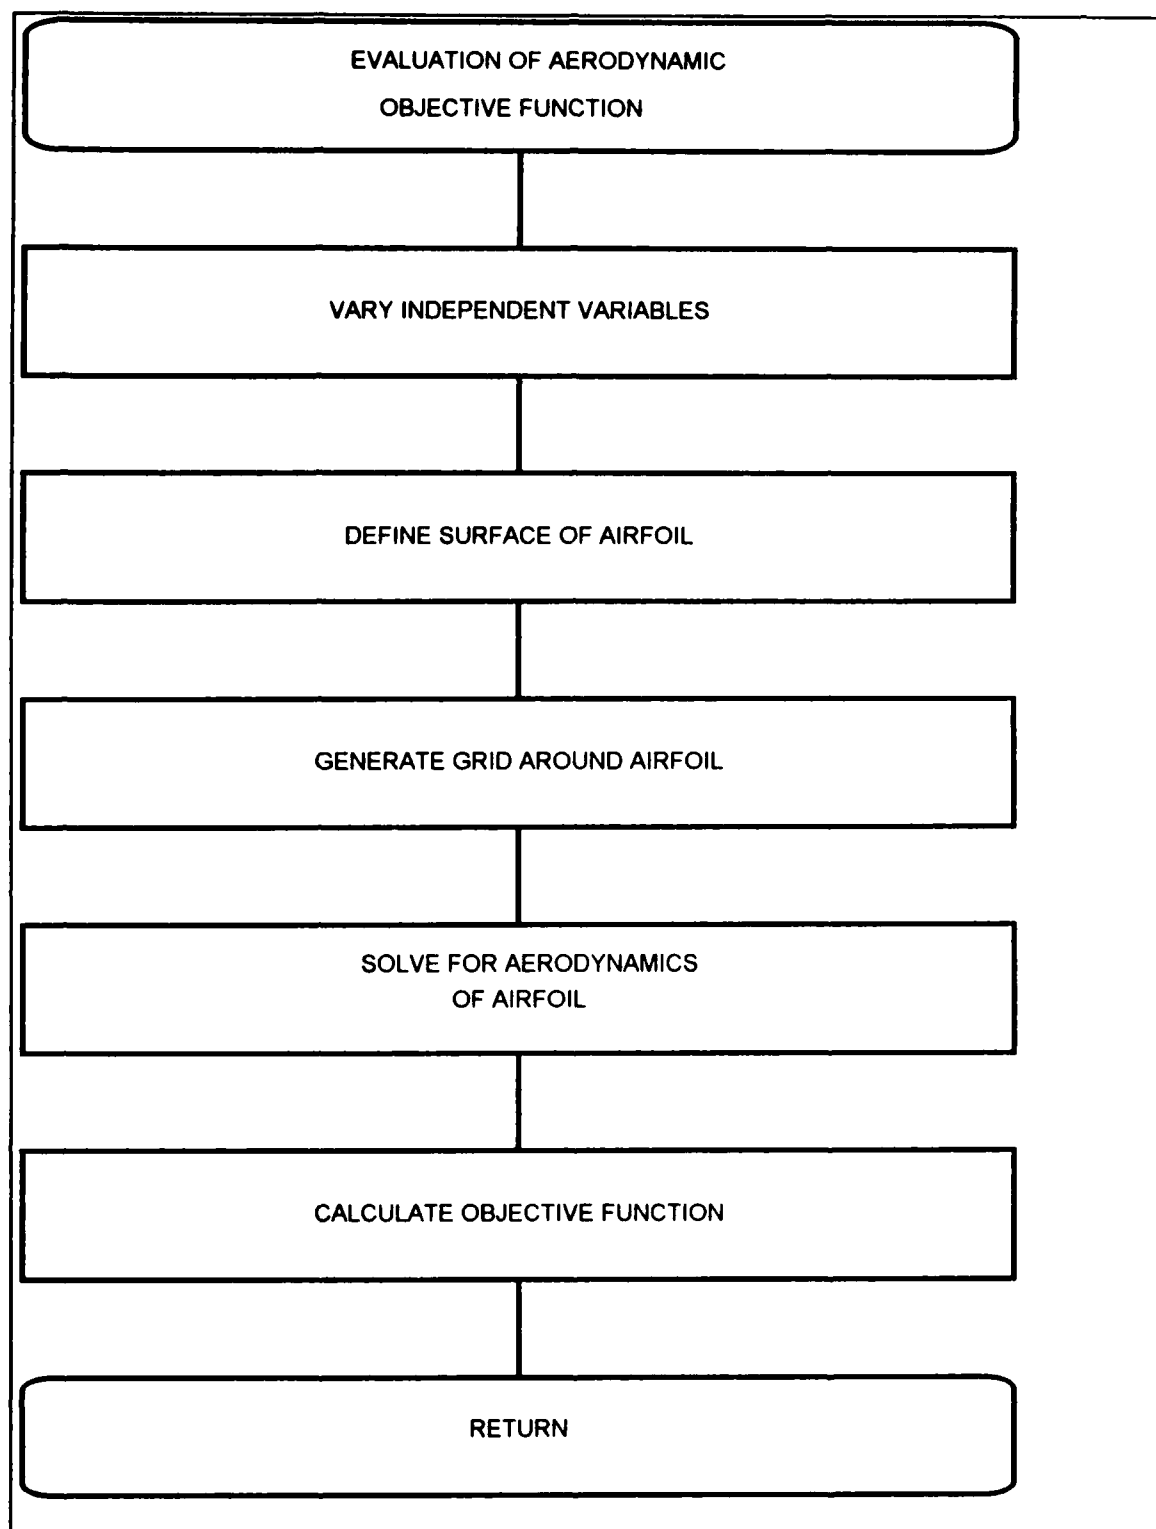 EVALUATION OF AERODYNAMIC
OBJECTIVE FUNCTION
VARY INDEPENDENT VARIABLES
DEFINE SURFACE OF AIRFOIL
GENERATE GRID AROUND AIRFOIL
SOLVE FOR AERODYNAMICS
OF AIRFOIL
CALCULATE OBJECTIVE FUNCTION
RETURN